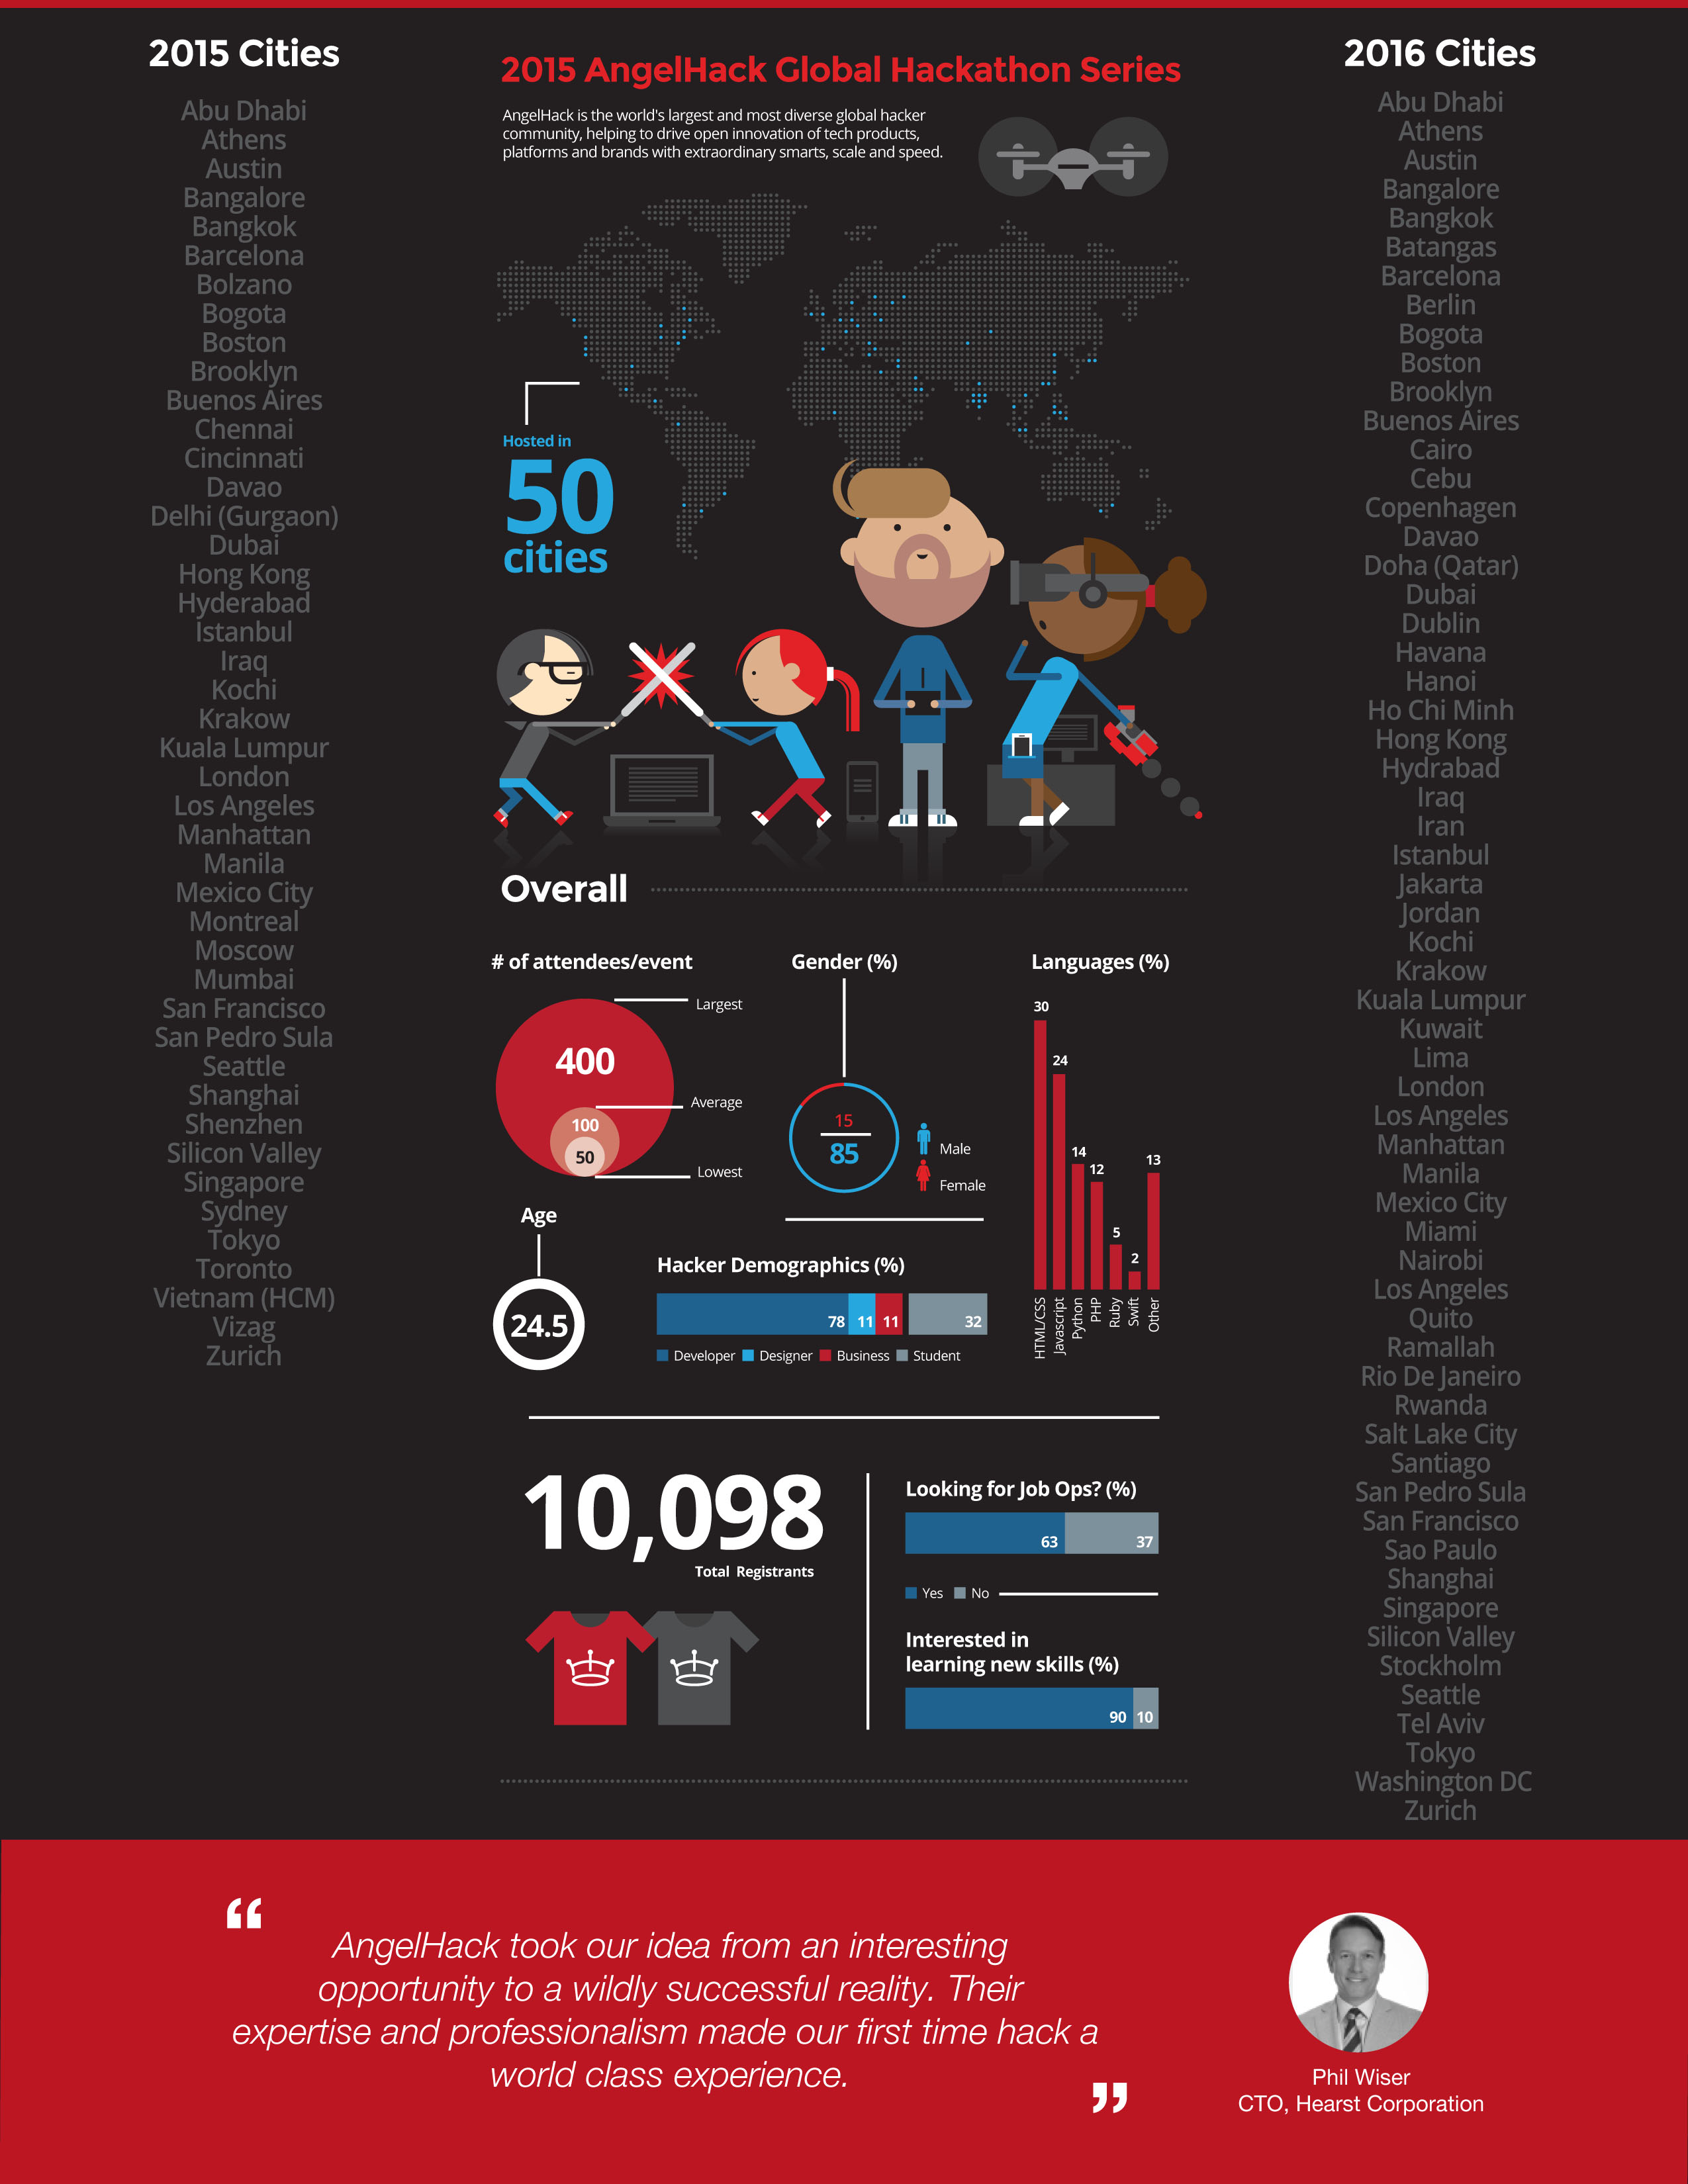 2015 Cities
Abu Dhabi
Athens
Austin
Bangalore
Bangkok
Barcelona
Bolzano
Bogota
Boston
Brooklyn
Buenos Aires
Chennai
Cincinnati
Davao
Delhi (Gurgaon)
Dubai
Hong Kong
Hyderabad
Istanbul
Iraq
Kochi
Krakow
Kuala Lumpur
London
Los Angeles
Manhattan
Manila
Mexico City
Montreal
Moscow
Mumbai
San Francisco
San Pedro Sula
Seattle
Shanghai
Shenzhen
Silicon Valley
Singapore
Sydney
Tokyo
Toronto
Vietnam (HCM)
Vizag
Zurich
2015 AngelHack Global Hackathon Series
AngelHack is the world's largest and most diverse global hacker
community, helping to drive open innovation of tech products,
platforms and brands with extraordinary smarts, scale and speed.
Hosted in
50
cities
Overall
# of attendees/event
Largest
400
Average
100
50
Lowest
Gender (%)
15
85
Male
Female
Languages (%)
30
24
14
12
5
2
13
HTML/CSS
Javascript
Python
PHP
Ruby
Swift
Other
Age
24.5
Hacker Demographics (%)
78 11 11 32
Developer Designer Business Student
10,098
Total Registrants
Looking for Job Ops? (%)
63 37
Yes No
Interested in
learning new skills (%)
90 10
2016 Cities
Abu Dhabi
Athens
Austin
Bangalore
Bangkok
Batangas
Barcelona
Berlin
Bogota
Boston
Brooklyn
Buenos Aires
Cairo
Cebu
Copenhagen
Davao
Doha (Qatar)
Dubai
Dublin
Havana
Hanoi
Ho Chi Minh
Hong Kong
Hydrabad
Iraq
Iran
Istanbul
Jakarta
Jordan
Kochi
Krakow
Kuala Lumpur
Kuwait
Lima
London
Los Angeles
Manhattan
Manila
Mexico City
Miami
Nairobi
Los Angeles
Quito
Ramallah
Rio De Janeiro
Rwanda
Salt Lake City
Santiago
San Pedro Sula
San Francisco
Sao Paulo
Shanghai
Singapore
Silicon Valley
Stockholm
Seattle
Tel Aviv
Tokyo
Washington DC
Zurich
“
AngelHack took our idea from an interesting
opportunity to a wildly successful reality. Their
expertise and professionalism made our first time hack a
world class experience.
”
Phil Wiser
CTO, Hearst Corporation